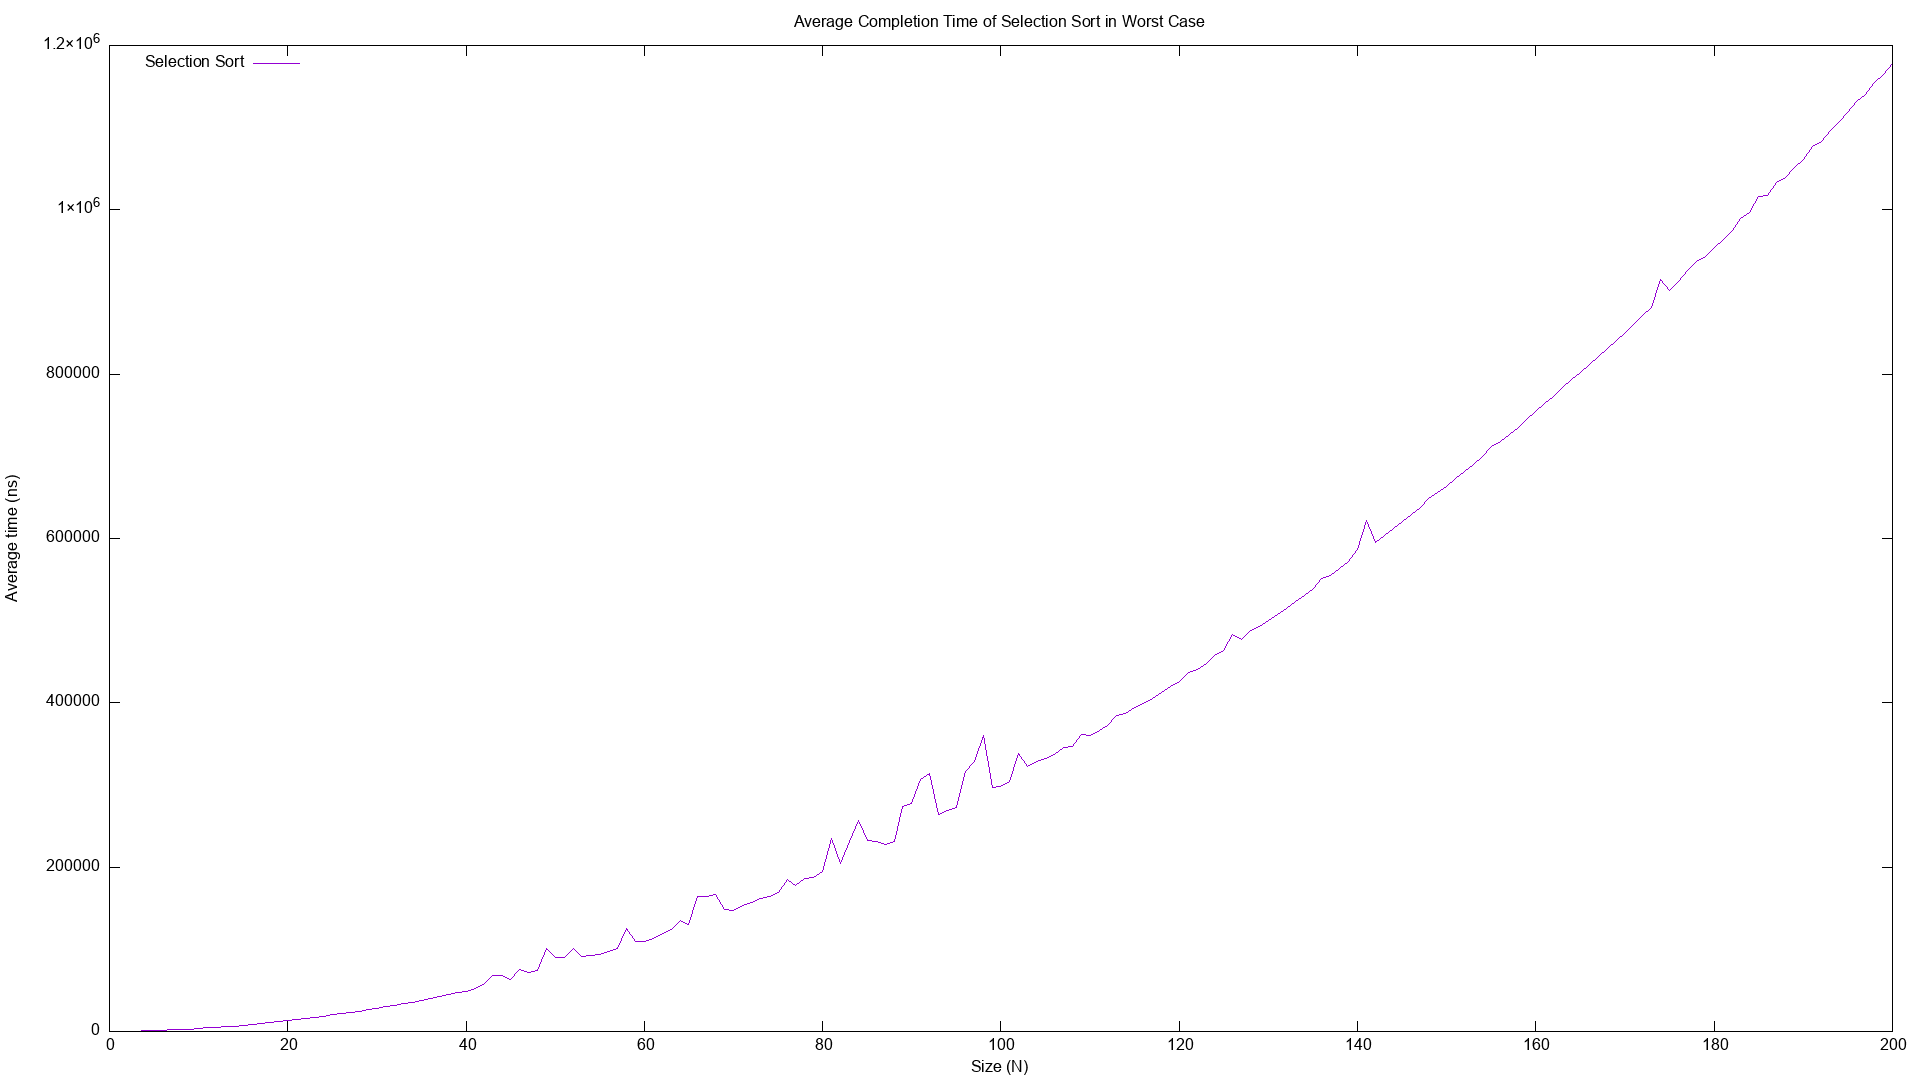 Average Completion Time of Selection Sort in Worst Case
1.2×10⁶
Selection Sort
1×10⁶
800000
600000
400000
200000
0
Average time (ns)
0 20 40 60 80 100 120 140 160 180 200
Size (N)